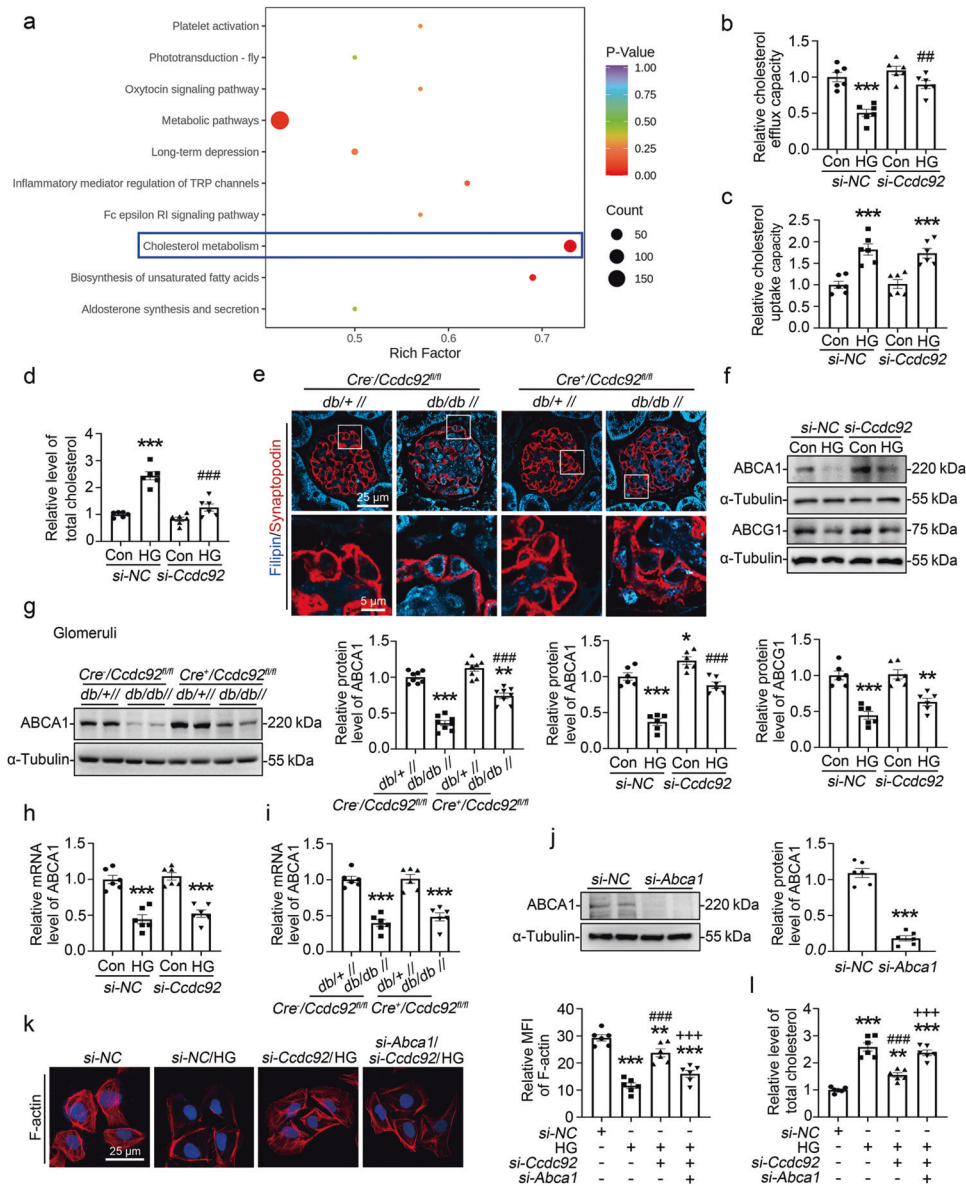 a
Platelet activation
Phototransduction - fly
Oxytocin signaling pathway
Metabolic pathways
Long-term depression
Inflammatory mediator regulation of TRP channels
Fc epsilon RI signaling pathway
Cholesterol metabolism
Biosynthesis of unsaturated fatty acids
Aldosterone synthesis and secretion
0.5 0.6 0.7
Rich Factor
P-Value
1.00
0.75
0.50
0.25
0.00
Count
50
100
150
b
Relative cholesterol
efflux capacity
1.5
1.0
0.5
0.0
***
##
Con HG Con HG
si-NC si-Ccdc92
c
Relative cholesterol
uptake capacity
2.5
2.0
1.5
1.0
0.5
0.0
*** ***
Con HG Con HG
si-NC si-Ccdc92
d
Relative level of
total cholesterol
4
3
2
1
0
***
###
Con HG Con HG
si-NC si-Ccdc92
e
Cre-/Ccdc92fl/fl Cre+/Ccdc92fl/fl
db/+ // db/db // db/+ // db/db //
Filipin/Synaptopodin
25 μm
5 μm
f
si-NC si-Ccdc92
Con HG Con HG
ABCA1 220 kDa
α-Tubulin 55 kDa
ABCG1 75 kDa
α-Tubulin 55 kDa
g
Glomeruli
Cre-/Ccdc92fl/fl Cre+/Ccdc92fl/fl
db/+// db/db// db/+// db/db//
ABCA1 220 kDa
α-Tubulin 55 kDa
Relative protein
level of ABCA1
1.5
1.0
0.5
0.0
***
###
**
db/+ // db/db // db/+ // db/db //
Cre-/Ccdc92fl/fl Cre+/Ccdc92fl/fl
Relative protein
level of ABCA1
1.5
1.0
0.5
0.0
***
*
###
Con HG Con HG
si-NC si-Ccdc92
Relative protein
level of ABCG1
1.5
1.0
0.5
0.0
*** **
Con HG Con HG
si-NC si-Ccdc92
h
Relative mRNA
level of ABCA1
1.5
1.0
0.5
0.0
*** ***
Con HG Con HG
si-NC si-Ccdc92
i
Relative mRNA
level of ABCA1
1.5
1.0
0.5
0.0
*** ***
db/+ // db/db // db/+ // db/db //
Cre-/Ccdc92fl/fl Cre+/Ccdc92fl/fl
j
si-NC si-Abca1
ABCA1 220 kDa
α-Tubulin 55 kDa
Relative protein
level of ABCA1
1.5
1.0
0.5
0.0
***
si-NC si-Abca1
k
si-NC si-NC/HG si-Ccdc92/HG si-Abca1/
si-Ccdc92/HG
F-actin
25 μm
Relative MFI
of F-actin
40
30
20
10
0
***
###
**
+++
***
si-NC + - - -
HG - + + +
si-Ccdc92 - - + +
si-Abca1 - - - +
l
Relative level of
total cholesterol
4
3
2
1
0
***
###
**
+++
***
si-NC + - - -
HG - + + +
si-Ccdc92 - - + +
si-Abca1 - - - +